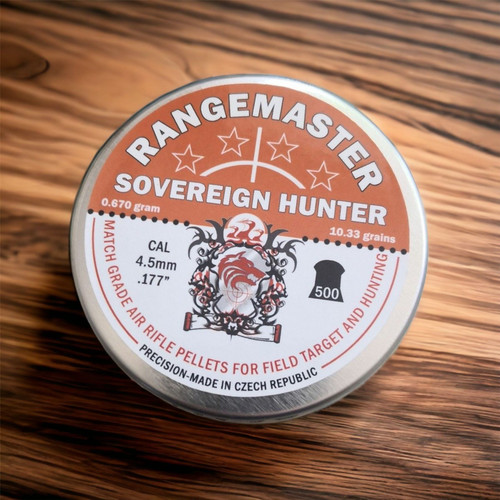 RANGEMASTER
SOVEREIGN HUNTER
0.670 gram
10.33 grains
CAL
4.5mm
.177”
500
MATCH GRADE AIR RIFLE PELLETS FOR FIELD TARGET AND HUNTING
PRECISION-MADE IN CZECH REPUBLIC